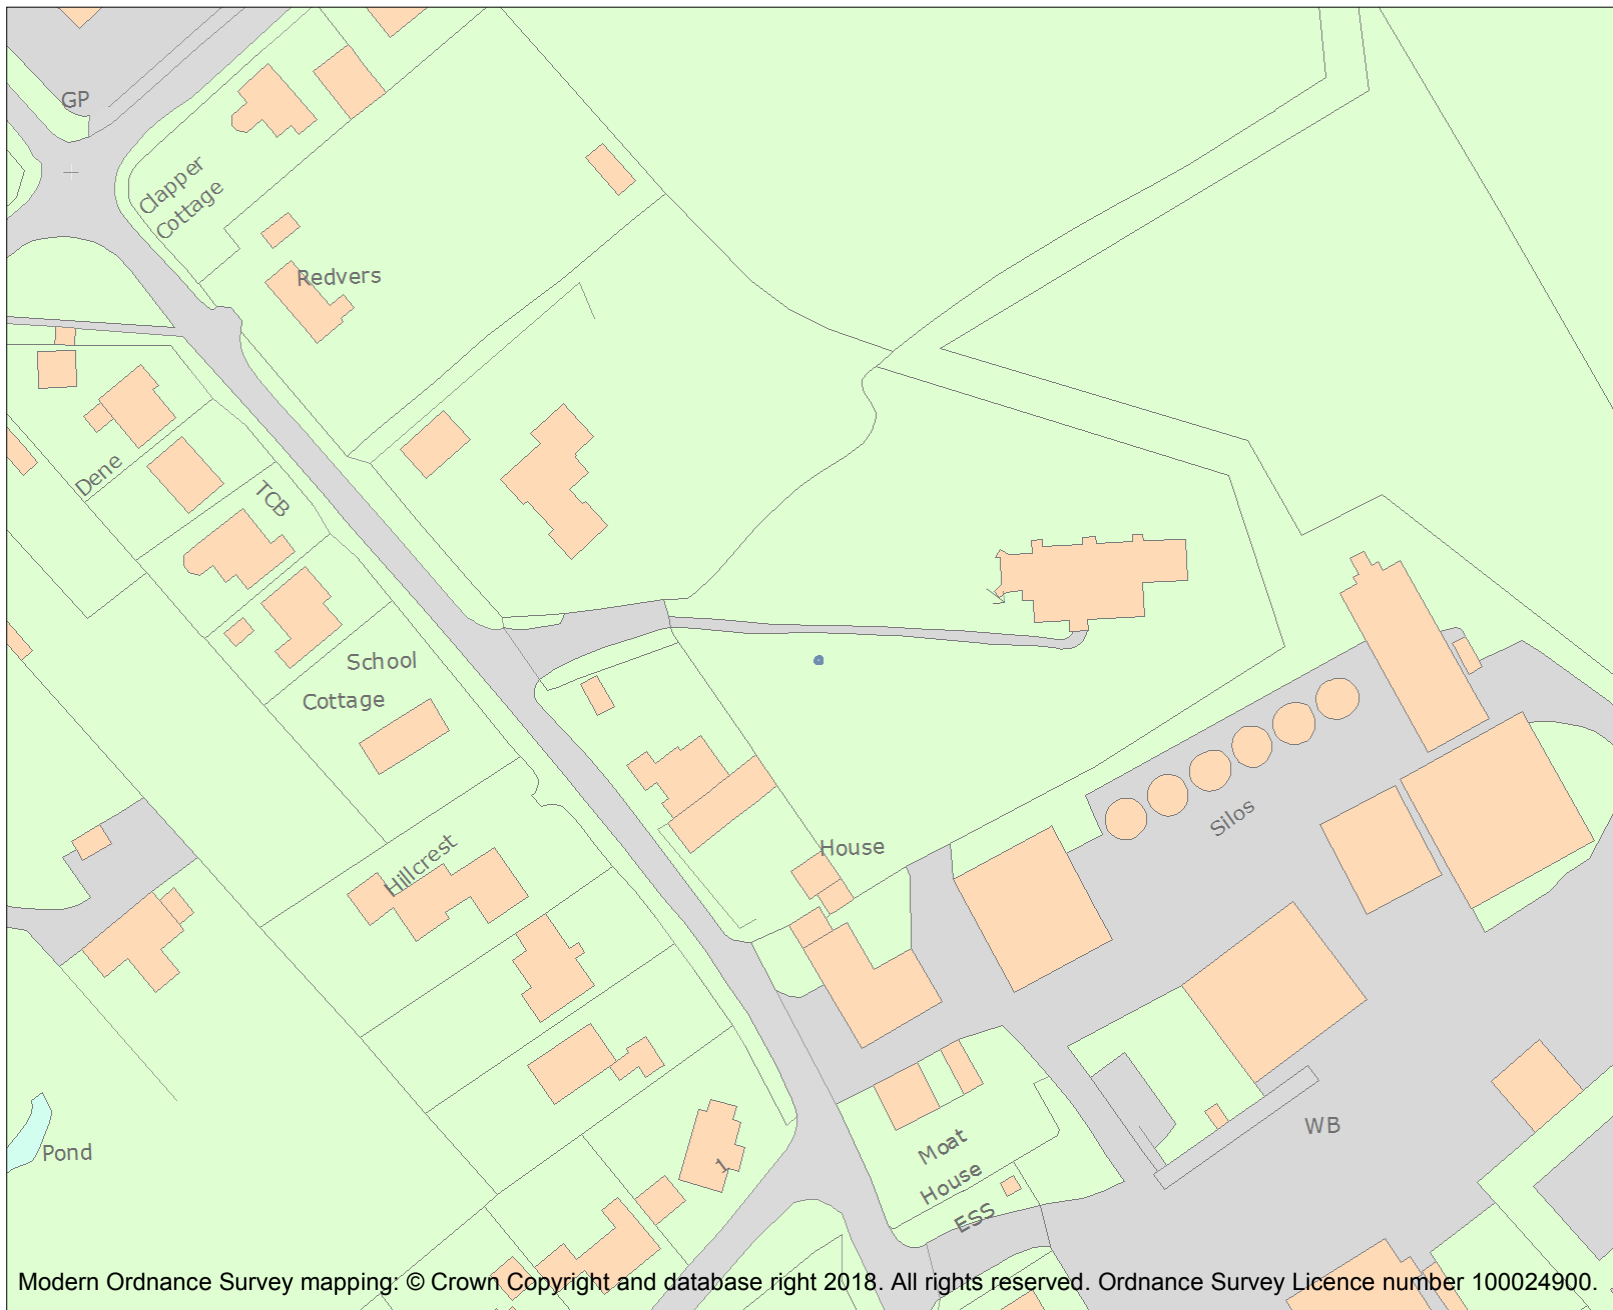 GP
Clapper
Cottage
Redvers
Dene
TCB
School
Cottage
Hillcrest
House
Silos
Moat
House
ESS
WB
Pond
1
Modern Ordnance Survey mapping: © Crown Copyright and database right 2018. All rights reserved. Ordnance Survey Licence number 100024900.